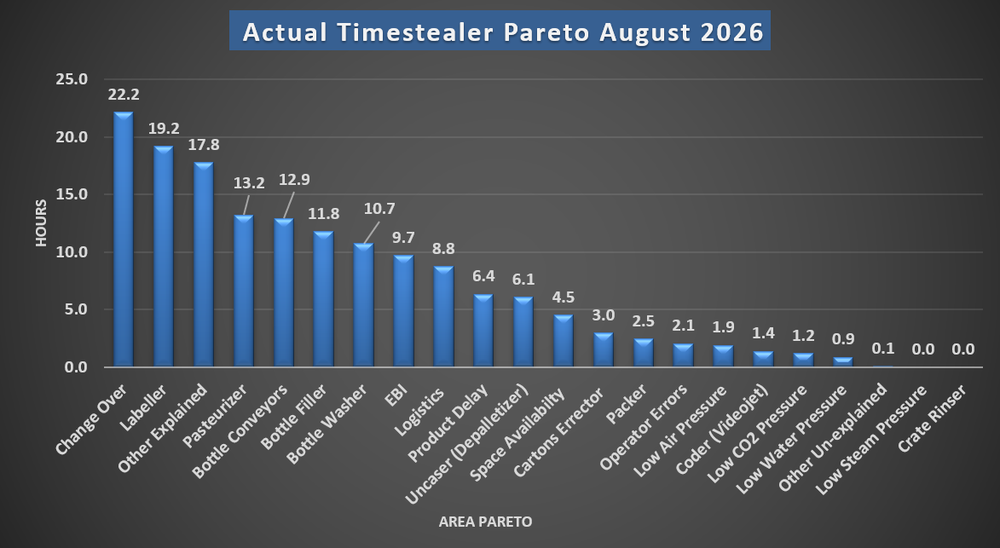 Actual Timestealer Pareto August 2026
25.0
20.0
15.0
10.0
5.0
0.0
HOURS
22.2
19.2
17.8
13.2
12.9
11.8
10.7
9.7
8.8
6.4
6.1
4.5
3.0
2.5
2.1
1.9
1.4
1.2
0.9
0.1
0.0
0.0
Change Over
Labeller
Other Explained
Pasteurizer
Bottle Conveyors
Bottle Filler
Bottle Washer
EBI
Logistics
Product Delay
Uncaser (Depalletizer)
Space Availabilty
Cartons Errector
Packer
Operator Errors
Low Air Pressure
Coder (Videojet)
Low CO2 Pressure
Low Water Pressure
Other Un-explained
Low Steam Pressure
Crate Rinser
AREA PARETO